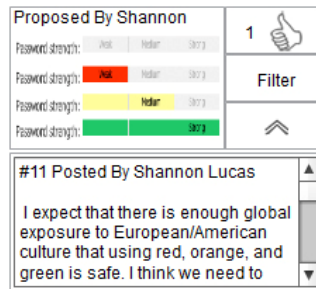 Proposed By Shannon
1
Password strength: Weak Medium Strong
Password strength: Weak Medium Strong
Filter
Password strength: Medium Strong
Password strength: Strong
#11 Posted By Shannon Lucas
I expect that there is enough global
exposure to European/American
culture that using red, orange, and
green is safe. I think we need to